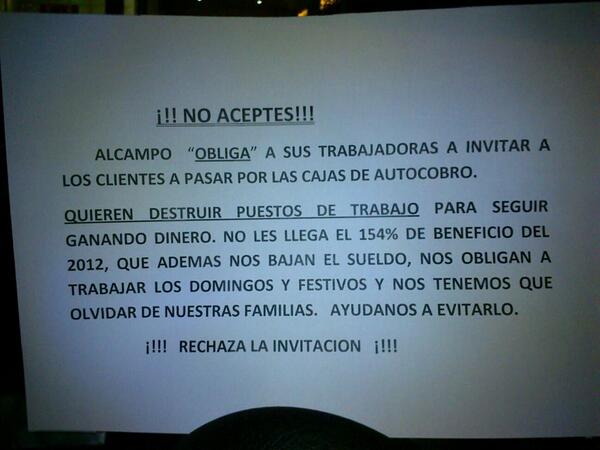 ¡!! NO ACEPTES!!!
ALCAMPO “OBLIGA” A SUS TRABAJADORAS A INVITAR A
LOS CLIENTES A PASAR POR LAS CAJAS DE AUTOCOBRO.
QUIEREN DESTRUIR PUESTOS DE TRABAJO PARA SEGUIR
GANANDO DINERO. NO LES LLEGA EL 154% DE BENEFICIO DEL
2012, QUE ADEMAS NOS BAJAN EL SUELDO, NOS OBLIGAN A
TRABAJAR LOS DOMINGOS Y FESTIVOS Y NOS TENEMOS QUE
OLVIDAR DE NUESTRAS FAMILIAS. AYUDANOS A EVITARLO.
¡!!! RECHAZA LA INVITACION ¡!!!